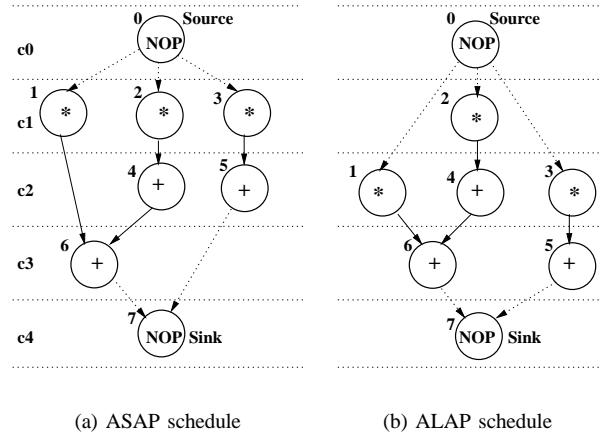 0 Source
NOP
c0
1 * 2 * 3 *
c1
4 + 5 +
c2
6 +
c3
7 NOP Sink
c4
(a) ASAP schedule
0 Source
NOP
2 *
1 * 4 + 3 *
6 + 5 +
7 NOP Sink
(b) ALAP schedule